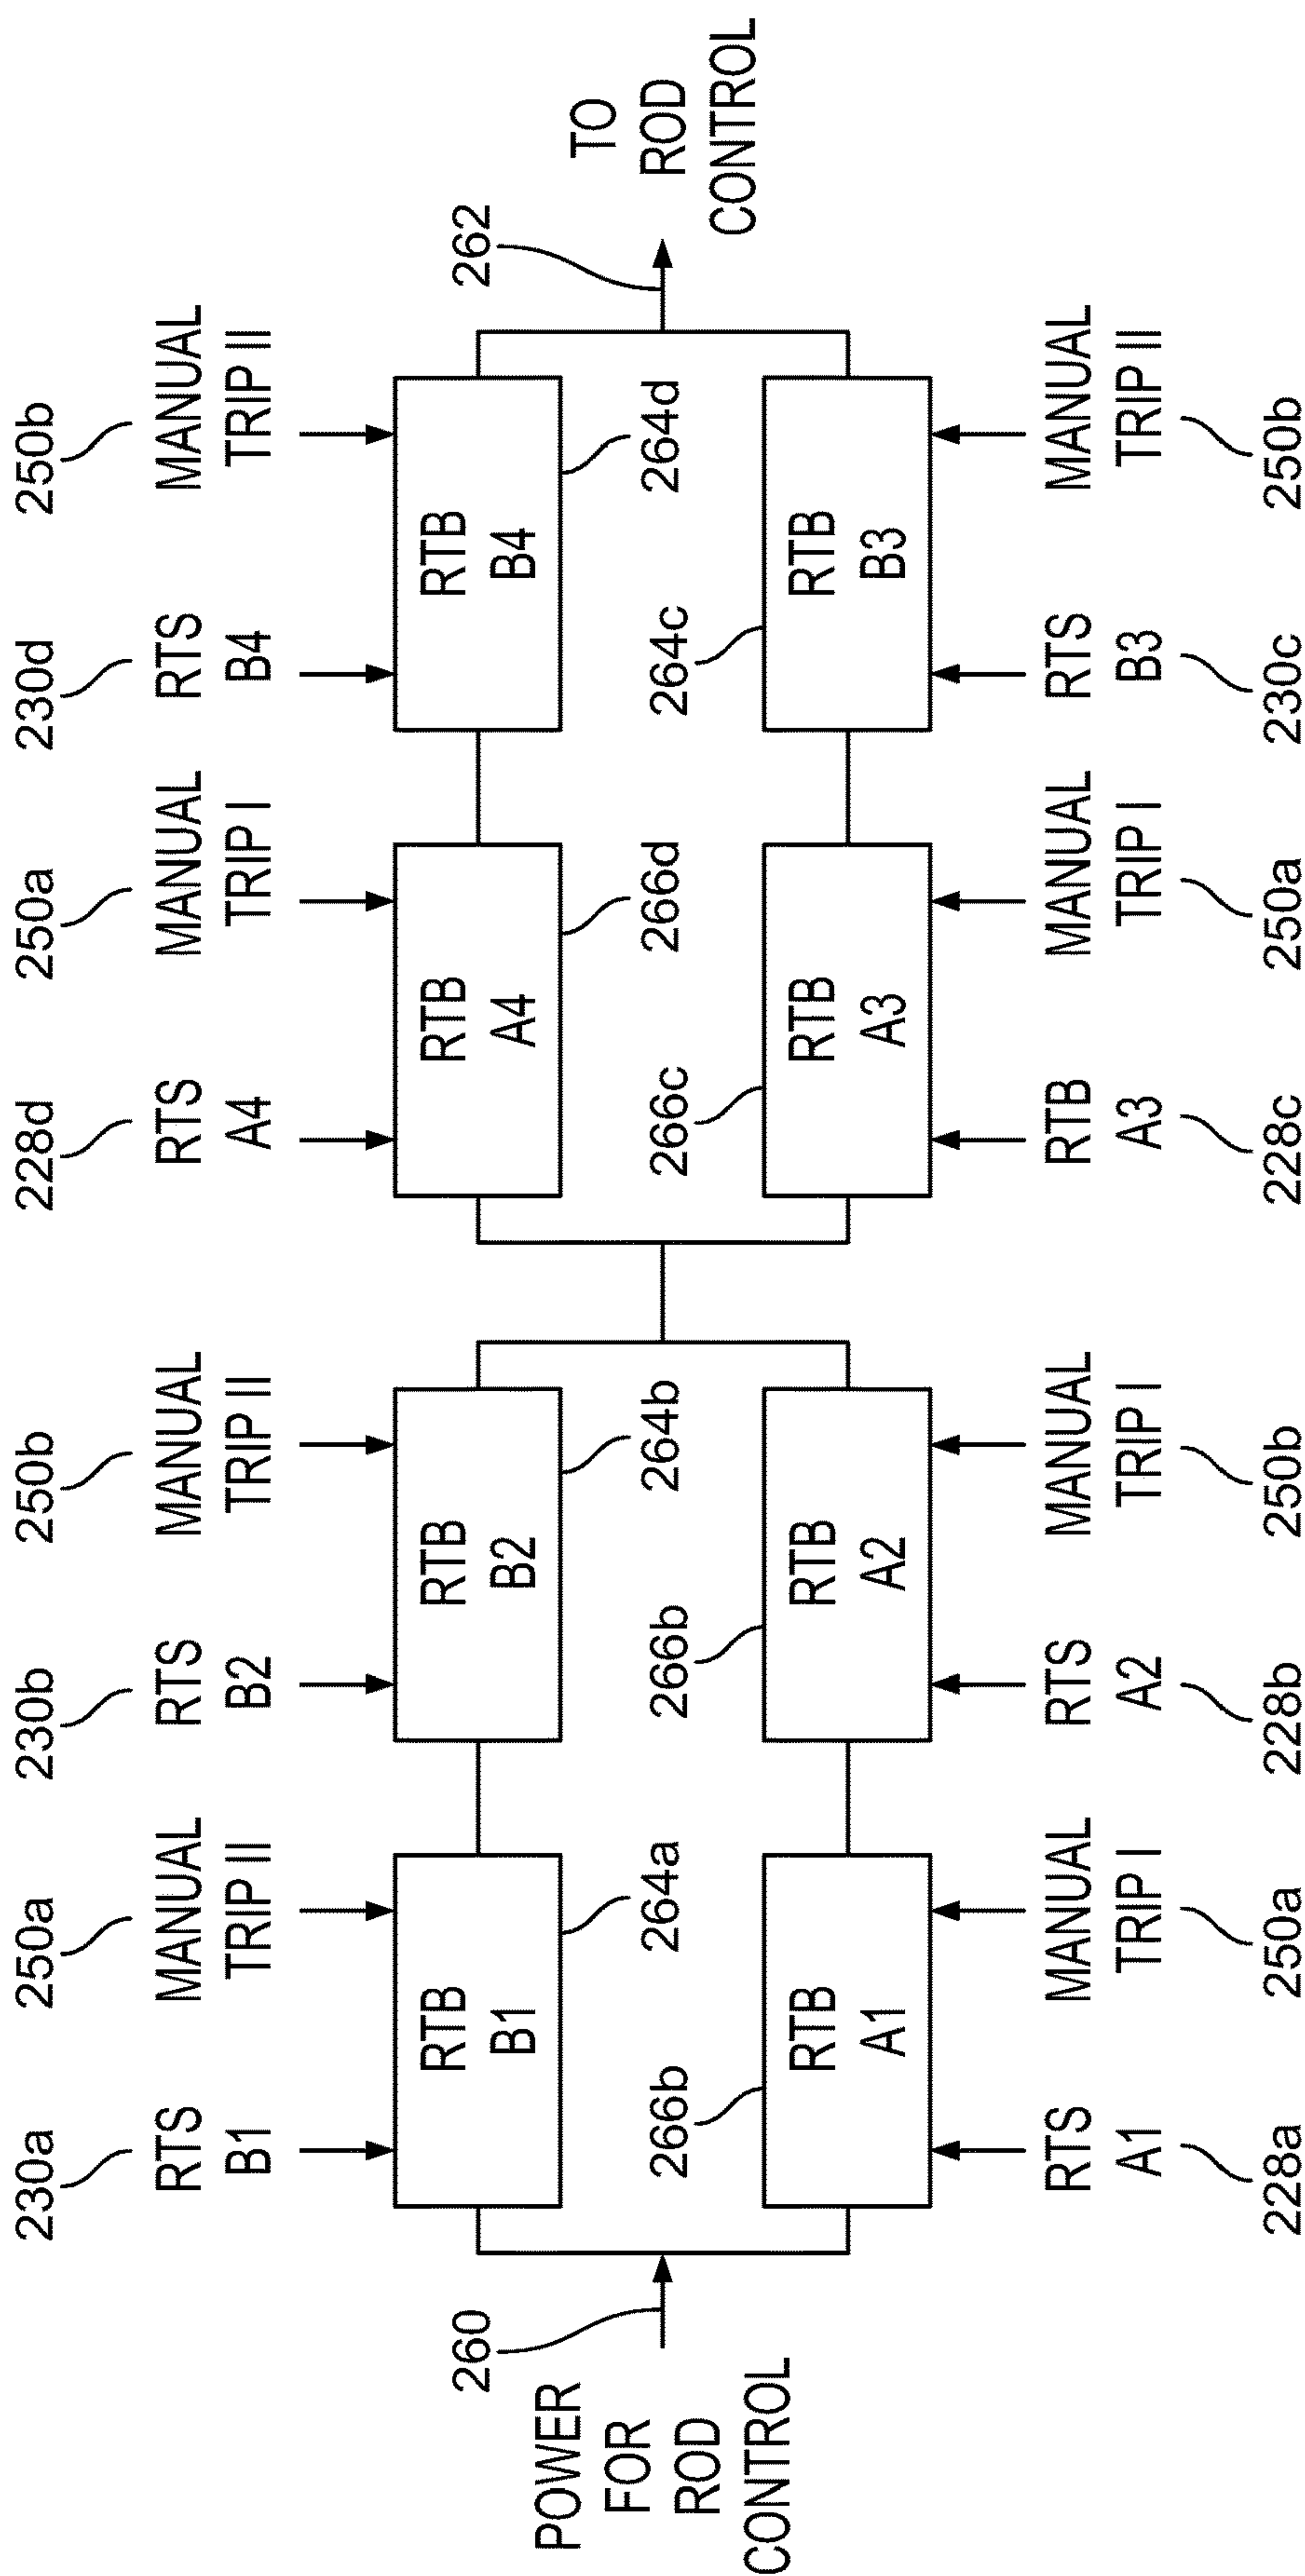 250b
MANUAL
TRIP II
230d
RTS
B4
250a
MANUAL
TRIP I
228d
RTS
A4
250b
MANUAL
TRIP II
230b
RTS
B2
250a
MANUAL
TRIP II
230a
RTS
B1
262
TO
ROD
CONTROL
RTB
B4
264d
RTB
A4
266d
RTB
B2
264b
RTB
B1
264a
260
POWER
FOR
ROD
CONTROL
264c
RTB
B3
266c
RTB
A3
266b
RTB
A2
266b
RTB
A1
MANUAL
TRIP II
250b
RTS
B3
230c
MANUAL
TRIP I
250a
RTB
A3
228c
MANUAL
TRIP I
250b
RTS
A2
228b
MANUAL
TRIP I
250a
RTS
A1
228a